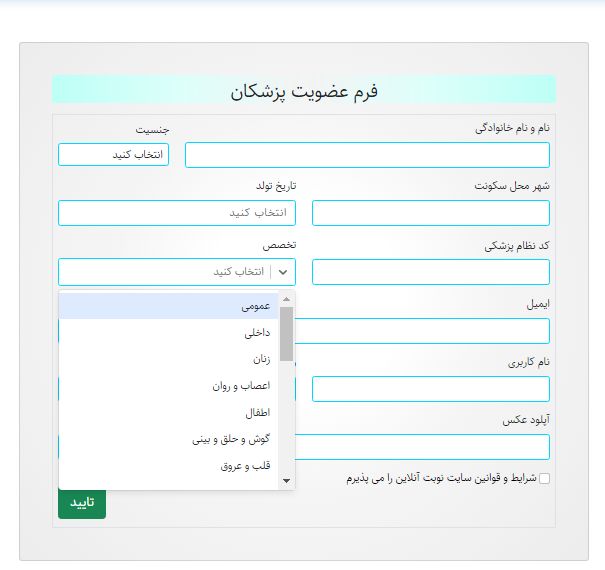 فرم عضویت پزشکان
نام و نام خانوادگی
جنسیت
انتخاب کنید
شهر محل سکونت
تاریخ تولد
انتخاب کنید
کد نظام پزشکی
تخصص
انتخاب کنید
عمومی
داخلی
زنان
اعصاب و روان
اطفال
گوش و حلق و بینی
قلب و عروق
ایمیل
نام کاربری
آپلود عکس
شرایط و قوانین سایت نوبت آنلاین را می پذیرم
تایید